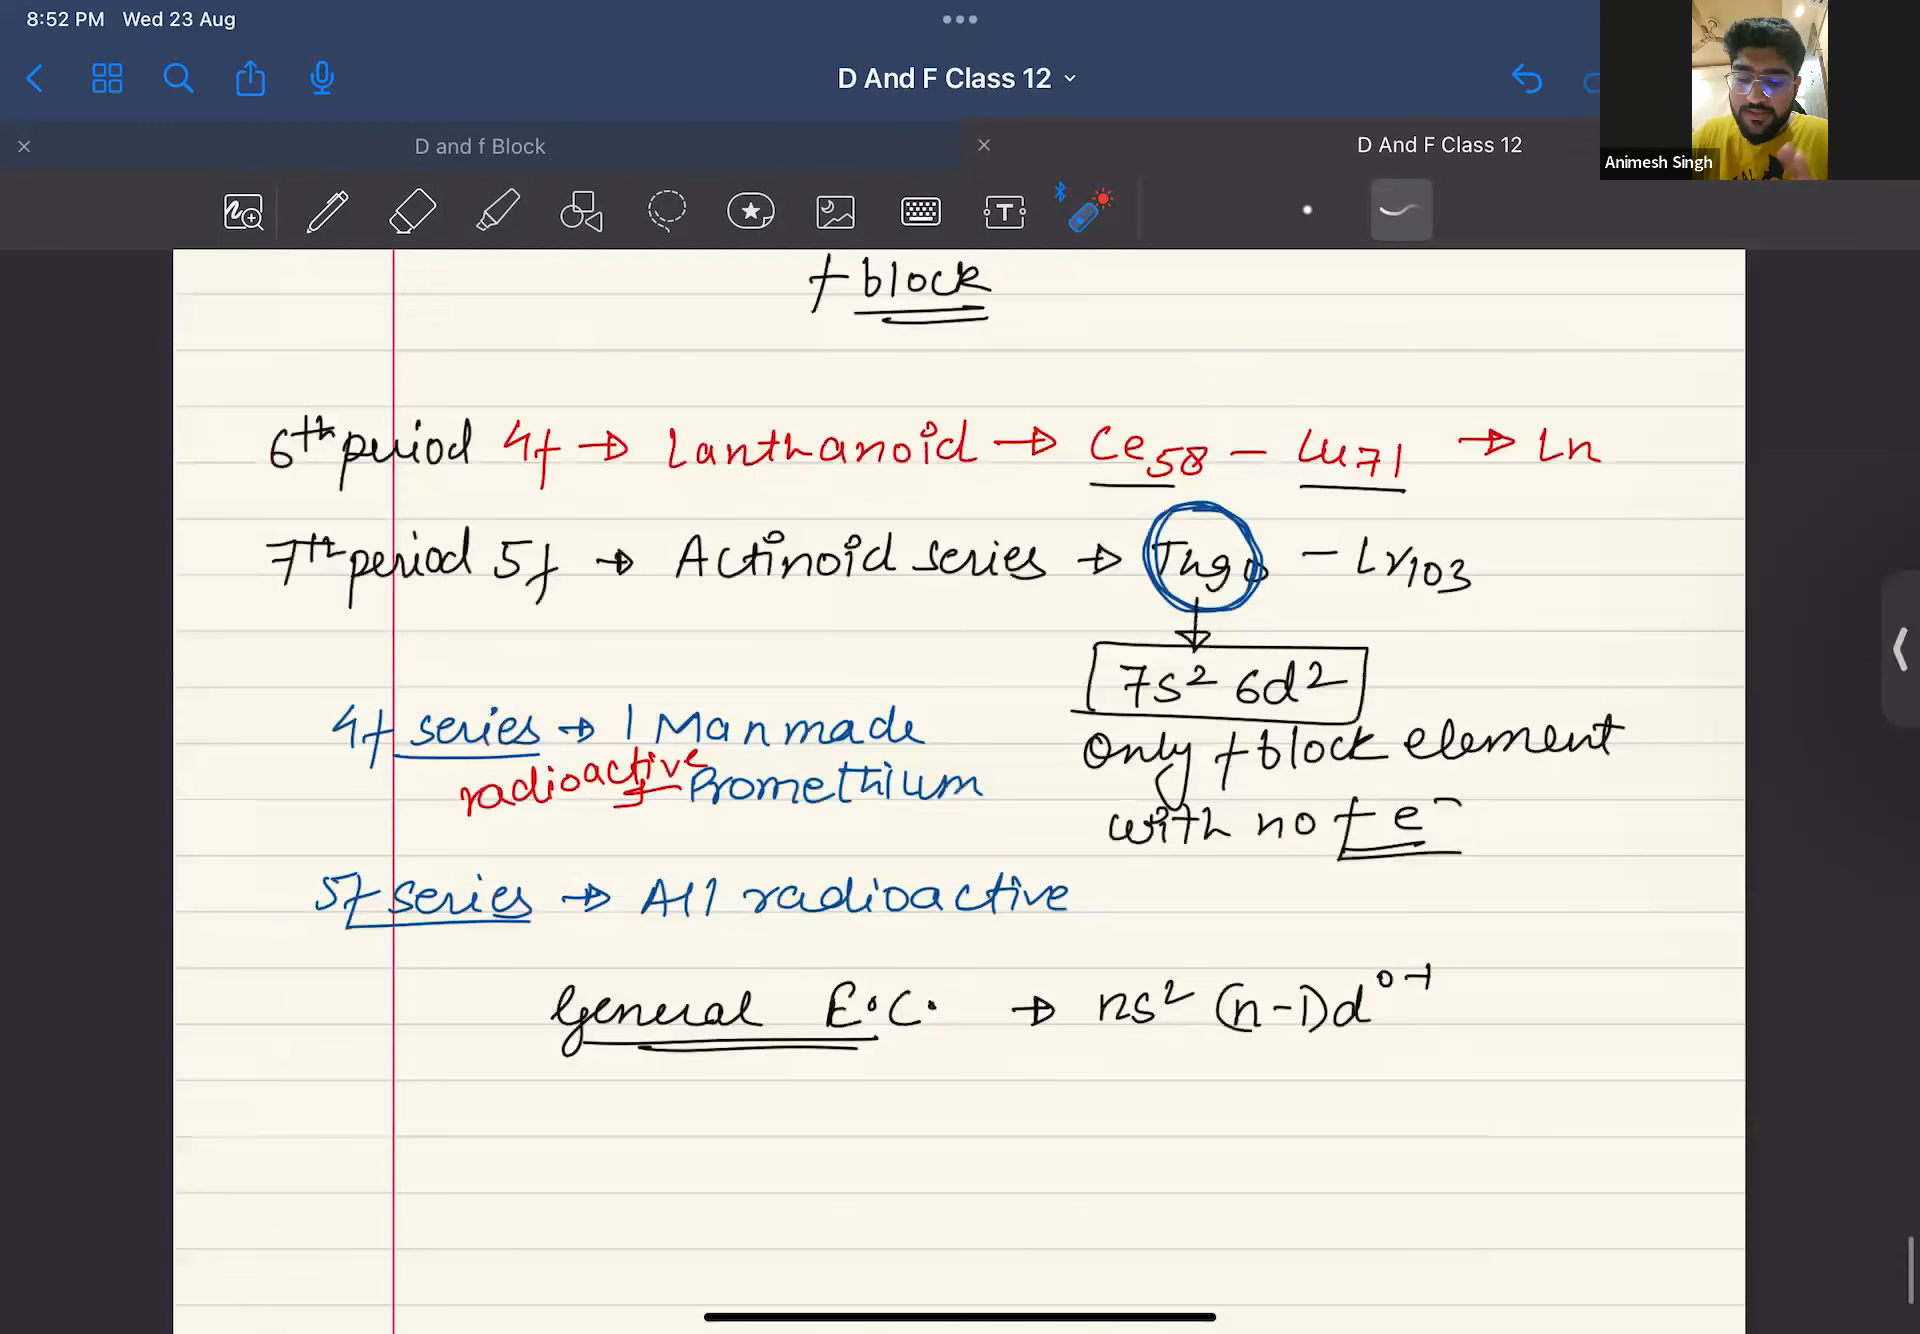 8:52 PM Wed 23 Aug
D And F Class 12
D and f Block
D And F Class 12
Animesh Singh
f block
6th period 4f → Lanthanoid → Ce58 – Lu71 → Ln
7th period 5f → Actinoid series → Th90 – Lr103
7s² 6d²
Only f block element
with no f e⁻
4f series → 1 Man made
radioactive Promethium
5f series → All radioactive
General E.C. → ns² (n-1)d⁰⁻¹